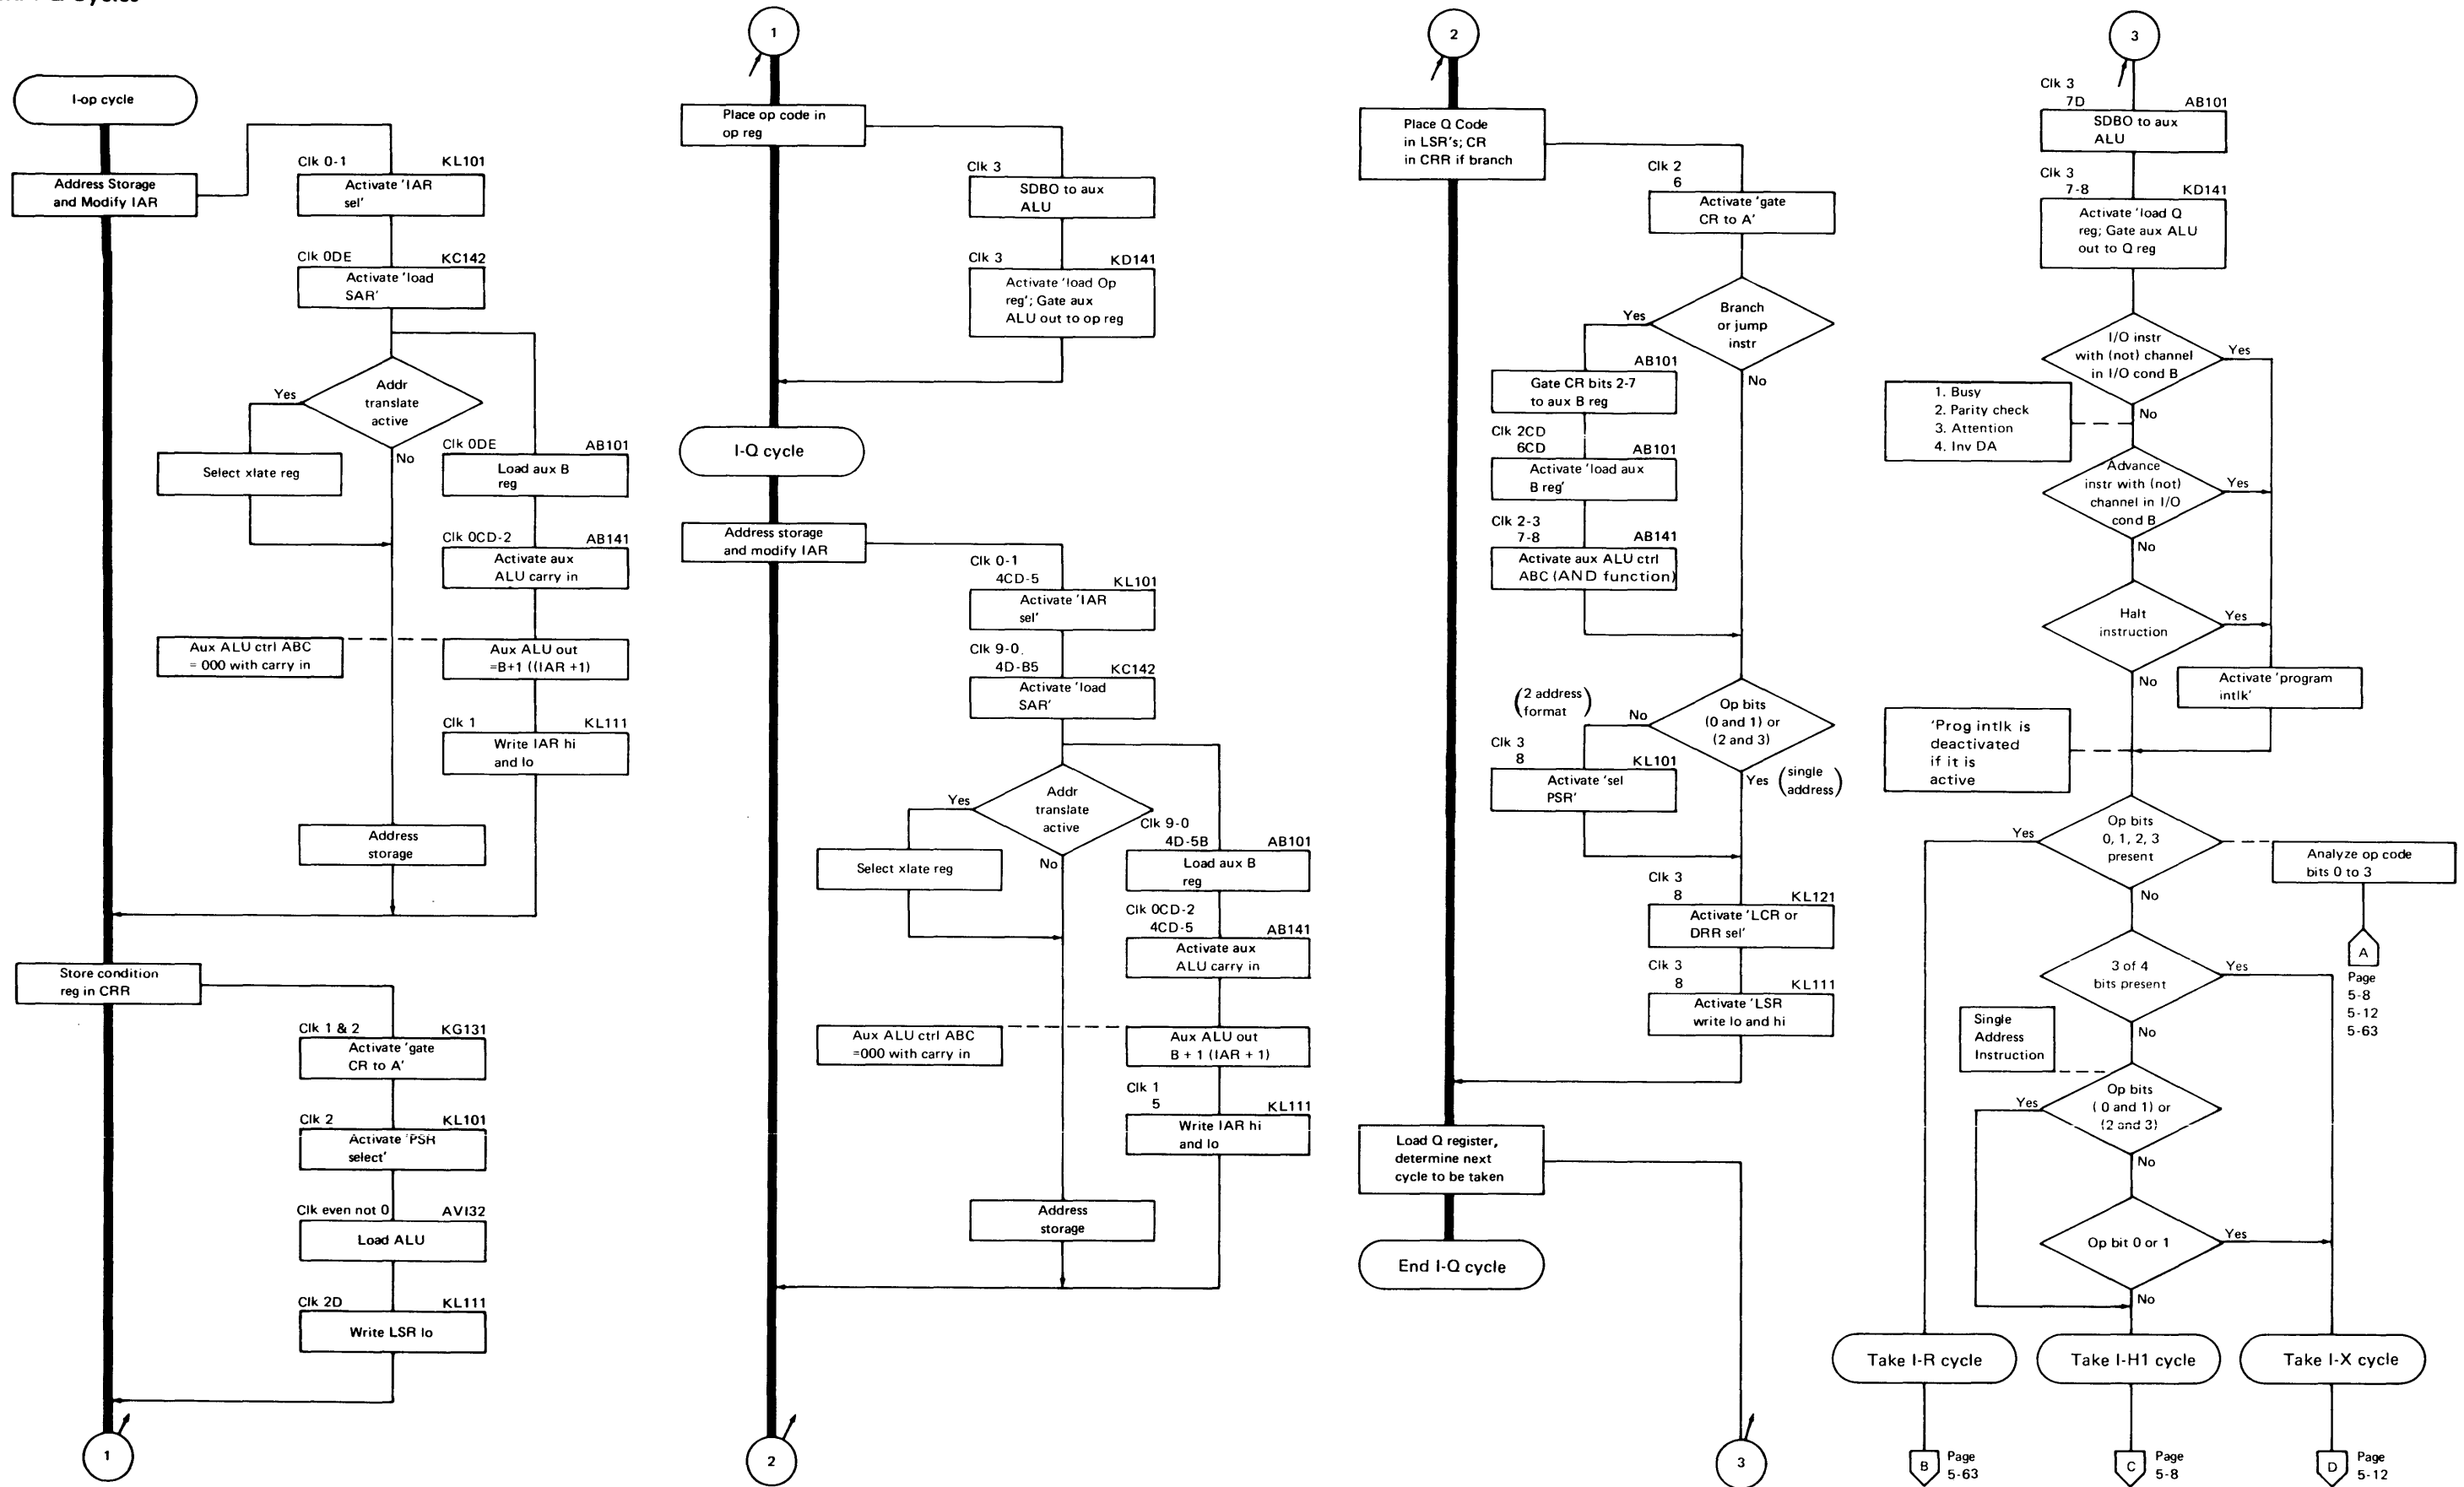 I-op cycle
Address Storage
and Modify IAR
Clk 0-1 KL101
Activate 'IAR
sel'
Clk 0DE KC142
Activate 'load
SAR'
Addr
translate
active
Yes
No
Select xlate reg
Clk 0DE AB101
Load aux B
reg
Clk 0CD-2 AB141
Activate aux
ALU carry in
Aux ALU ctrl ABC
= 000 with carry in
Aux ALU out
=B+1 ((IAR +1)
Clk 1 KL111
Write IAR hi
and lo
Address
storage
Store condition
reg in CRR
Clk 1 & 2 KG131
Activate 'gate
CR to A'
Clk 2 KL101
Activate 'PSR
select'
Clk even not 0 AVI32
Load ALU
Clk 2D KL111
Write LSR lo
1
1
Place op code in
op reg
Clk 3
SDBO to aux
ALU
Clk 3 KD141
Activate 'load Op
reg'; Gate aux
ALU out to op reg
I-Q cycle
Address storage
and modify IAR
Clk 0-1
4CD-5 KL101
Activate 'IAR
sel'
Clk 9-0
4D-B5 KC142
Activate 'load
SAR'
Addr
translate
active
Yes
No
Select xlate reg
Clk 9-0
4D-5B AB101
Load aux B
reg
Clk 0CD-2
4CD-5 AB141
Activate aux
ALU carry in
Aux ALU ctrl ABC
=000 with carry in
Aux ALU out
B + 1 (IAR + 1)
Clk 1
5 KL111
Write IAR hi
and lo
Address
storage
2
2
Place Q Code
in LSR's; CR
in CRR if branch
Clk 2
6
Activate 'gate
CR to A'
Branch
or jump
instr
Yes
No
AB101
Gate CR bits 2-7
to aux B reg
Clk 2CD
6CD AB101
Activate 'load aux
B reg'
Clk 2-3
7-8 AB141
Activate aux ALU ctrl
ABC (AND function)
Op bits
(0 and 1) or
(2 and 3)
(2 address
format)
No
Yes (single
address)
Clk 3
8 KL101
Activate 'sel
PSR'
Clk 3
8 KL121
Activate 'LCR or
DRR sel'
Clk 3
8 KL111
Activate 'LSR
write lo and hi
Load Q register,
determine next
cycle to be taken
End I-Q cycle
3
3
Clk 3
7D AB101
SDBO to aux
ALU
Clk 3
7-8 KD141
Activate 'load Q
reg; Gate aux ALU
out to Q reg
I/O instr
with (not) channel
in I/O cond B
Yes
No
1. Busy
2. Parity check
3. Attention
4. Inv DA
Advance
instr with (not)
channel in I/O
cond B
Yes
No
Halt
instruction
Yes
No
Activate 'program
intlk'
'Prog intlk is
deactivated
if it is
active
Op bits
0, 1, 2, 3
present
Yes
No
Analyze op code
bits 0 to 3
A
Page
5-8
5-12
5-63
3 of 4
bits present
Yes
No
Single
Address
Instruction
Op bits
( 0 and 1) or
(2 and 3)
Yes
No
Op bit 0 or 1
Yes
No
Take I-R cycle
Take I-H1 cycle
Take I-X cycle
B
Page
5-63
C
Page
5-8
D
Page
5-12